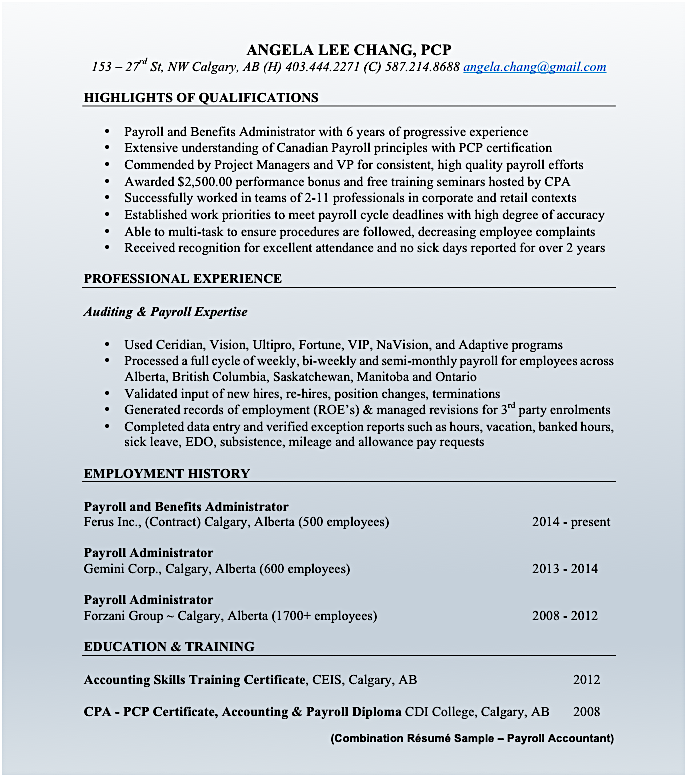 ANGELA LEE CHANG, PCP
153 – 27rd St, NW Calgary, AB (H) 403.444.2271 (C) 587.214.8688 angela.chang@gmail.com
HIGHLIGHTS OF QUALIFICATIONS
• Payroll and Benefits Administrator with 6 years of progressive experience
• Extensive understanding of Canadian Payroll principles with PCP certification
• Commended by Project Managers and VP for consistent, high quality payroll efforts
• Awarded $2,500.00 performance bonus and free training seminars hosted by CPA
• Successfully worked in teams of 2-11 professionals in corporate and retail contexts
• Established work priorities to meet payroll cycle deadlines with high degree of accuracy
• Able to multi-task to ensure procedures are followed, decreasing employee complaints
• Received recognition for excellent attendance and no sick days reported for over 2 years
PROFESSIONAL EXPERIENCE
Auditing & Payroll Expertise
• Used Ceridian, Vision, Ultipro, Fortune, VIP, NaVision, and Adaptive programs
• Processed a full cycle of weekly, bi-weekly and semi-monthly payroll for employees across
Alberta, British Columbia, Saskatchewan, Manitoba and Ontario
• Validated input of new hires, re-hires, position changes, terminations
• Generated records of employment (ROE's) & managed revisions for 3rd party enrolments
• Completed data entry and verified exception reports such as hours, vacation, banked hours,
sick leave, EDO, subsistence, mileage and allowance pay requests
EMPLOYMENT HISTORY
Payroll and Benefits Administrator
Ferus Inc., (Contract) Calgary, Alberta (500 employees) 2014 - present
Payroll Administrator
Gemini Corp., Calgary, Alberta (600 employees) 2013 - 2014
Payroll Administrator
Forzani Group ~ Calgary, Alberta (1700+ employees) 2008 - 2012
EDUCATION & TRAINING
Accounting Skills Training Certificate, CEIS, Calgary, AB 2012
CPA - PCP Certificate, Accounting & Payroll Diploma CDI College, Calgary, AB 2008
(Combination Résumé Sample – Payroll Accountant)